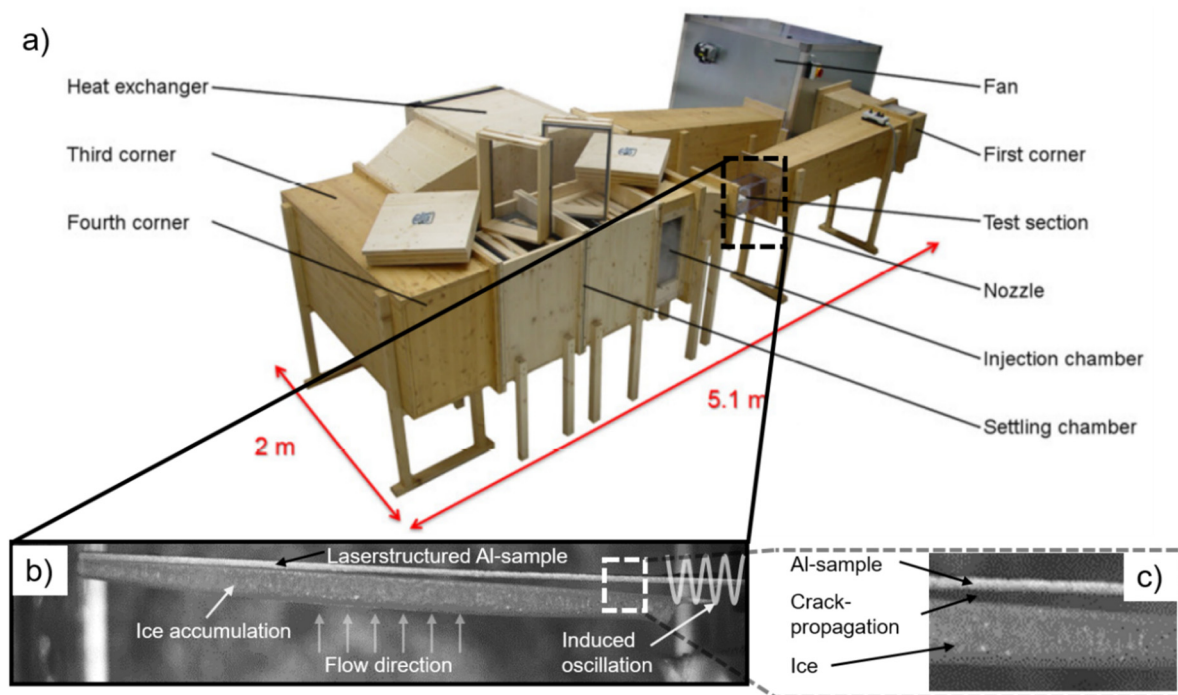 a)
Heat exchanger
Third corner
Fourth corner
Fan
First corner
Test section
Nozzle
Injection chamber
Settling chamber
2 m
5.1 m
b)
Laserstructured Al-sample
Ice accumulation
Flow direction
Induced
oscillation
c)
Al-sample
Crack-
propagation
Ice